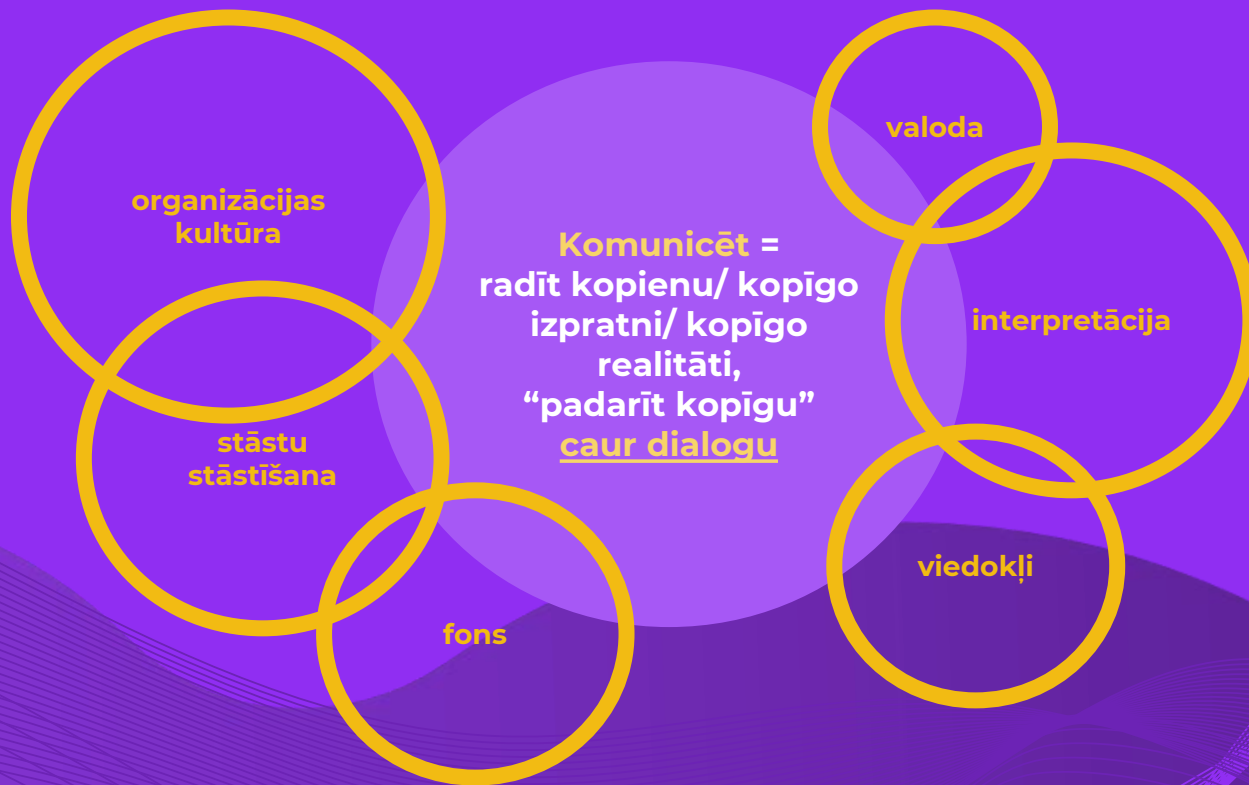 organizācijas
kultūra
stāstu
stāstīšana
fons
Komunicēt =
radīt kopienu/ kopīgo
izpratni/ kopīgo
realitāti,
“padarīt kopīgu”
caur dialogu
valoda
interpretācija
viedokļi